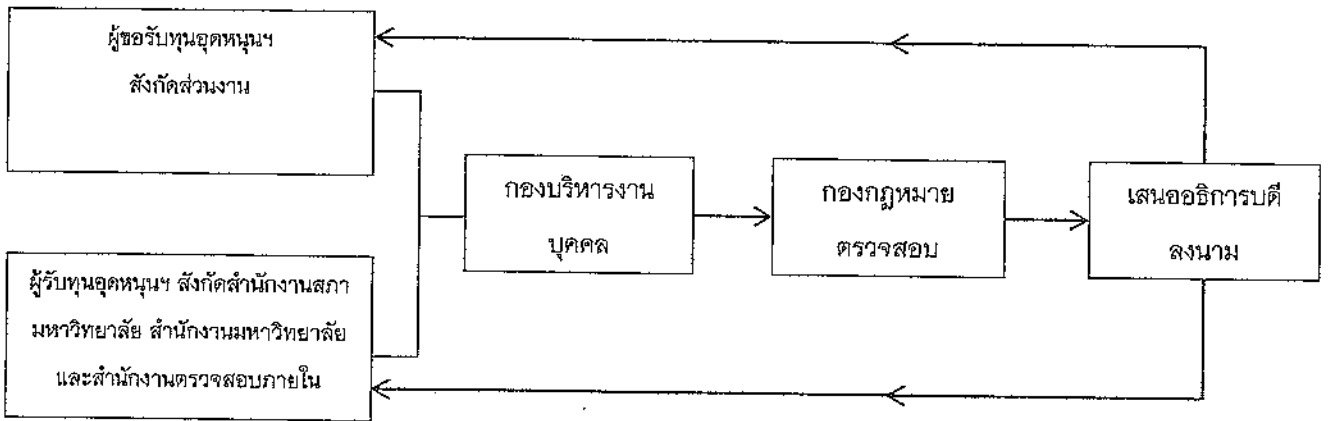 ผู้ขอรับทุนอุดหนุนฯ
สังกัดส่วนงาน
กองบริหารงาน
บุคคล
กองกฎหมาย
ตรวจสอบ
เสนออธิการบดี
ลงนาม
ผู้รับทุนอุดหนุนฯ สังกัดสำนักงานสภา
มหาวิทยาลัย สำนักงานมหาวิทยาลัย
และสำนักงานตรวจสอบภายใน